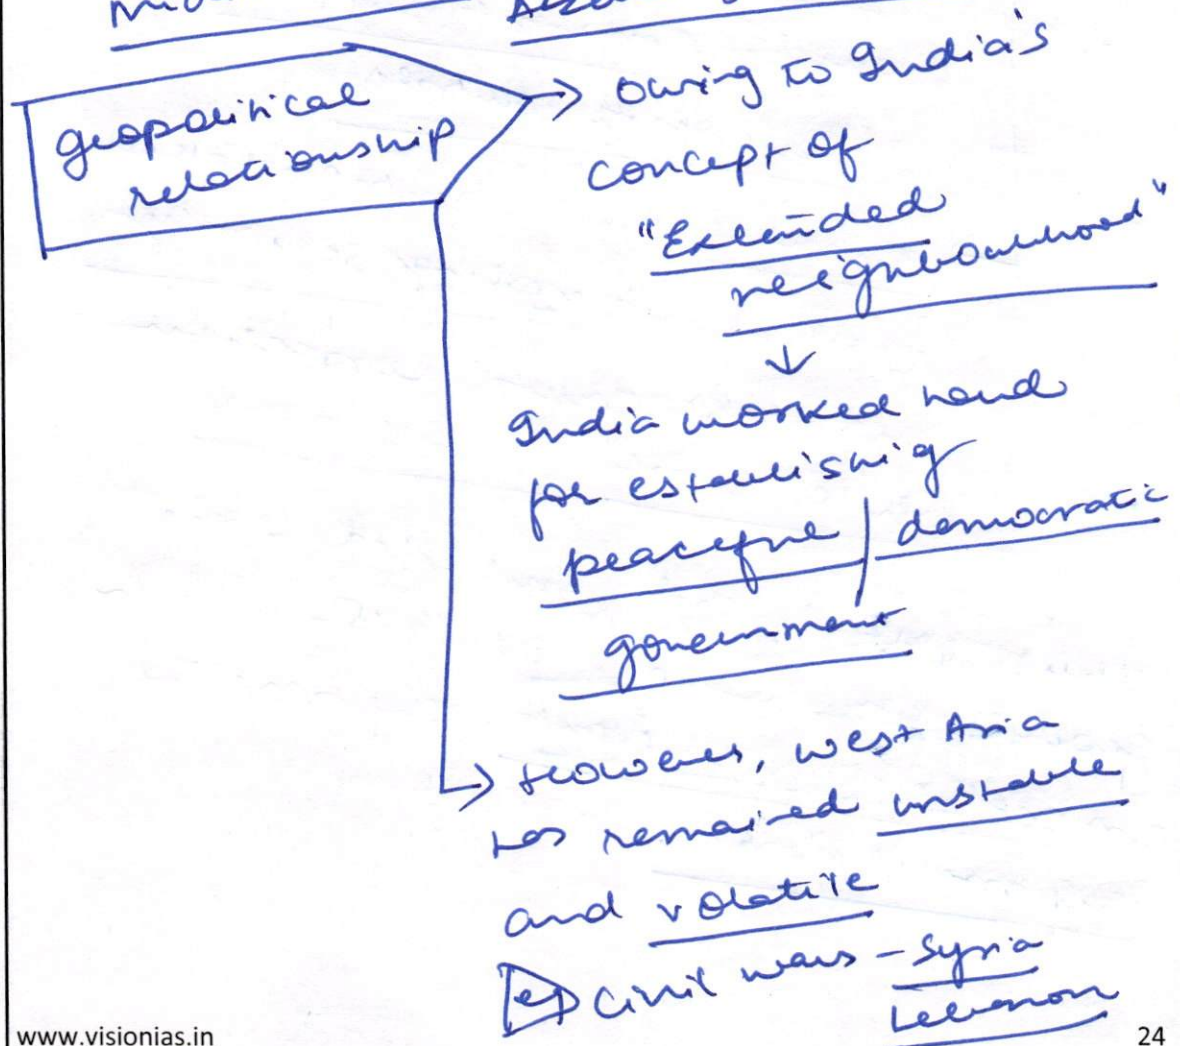 geopolitical
relationship
→ owing to India's
concept of
"Extended
neighbourhood"
↓
India worked hard
for establishing
peaceful / democratic
government
→ However, West Asia
has remained unstable
and volatile
eg Civil wars – Syria
Lebanon
www.visionias.in
24